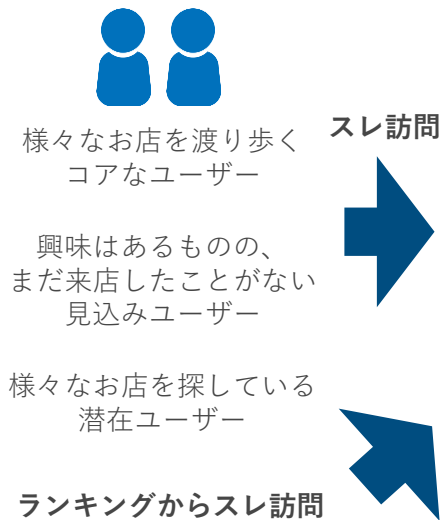 スレ訪問
様々なお店を渡り歩く
コアなユーザー
興味はあるものの、
まだ来店したことがない
見込みユーザー
様々なお店を探している
潜在ユーザー
ランキングからスレ訪問